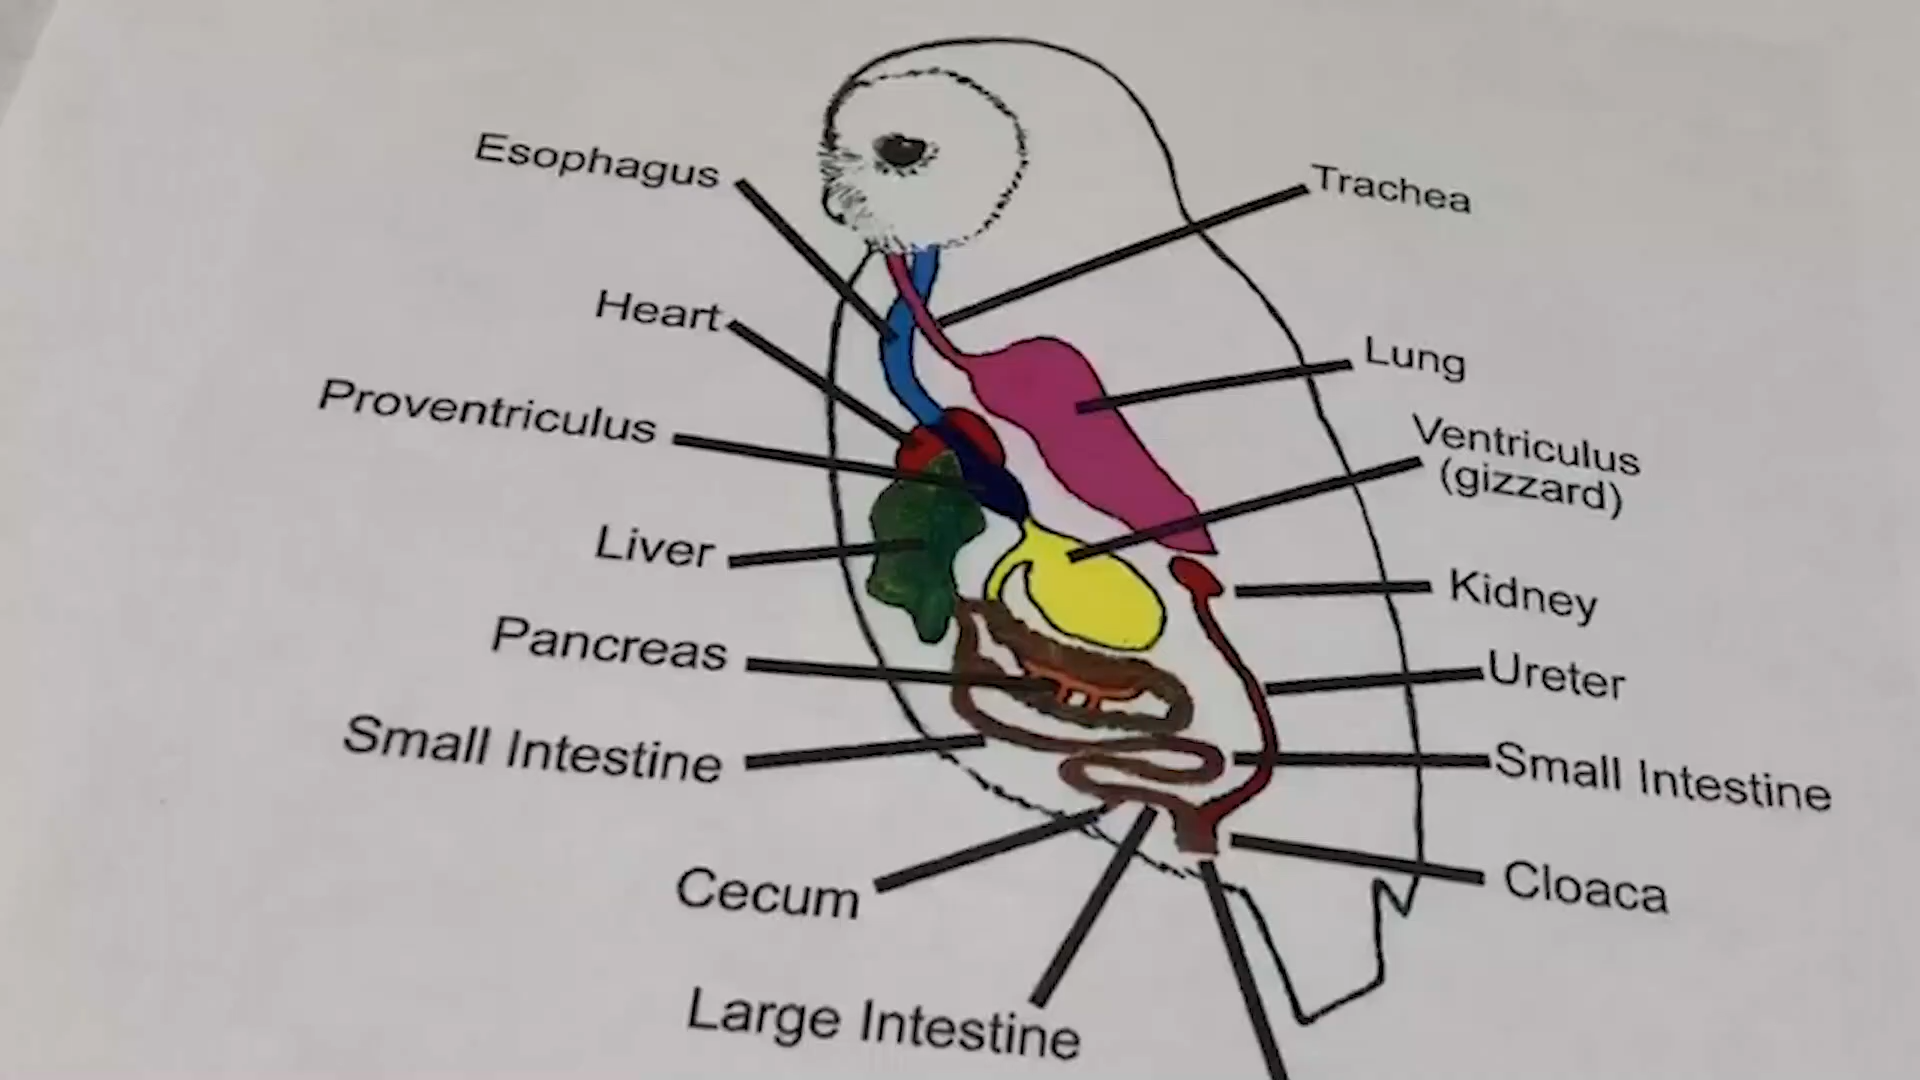 Esophagus
Trachea
Heart
Lung
Proventriculus
Ventriculus
(gizzard)
Liver
Kidney
Pancreas
Ureter
Small Intestine
Small Intestine
Cecum
Cloaca
Large Intestine